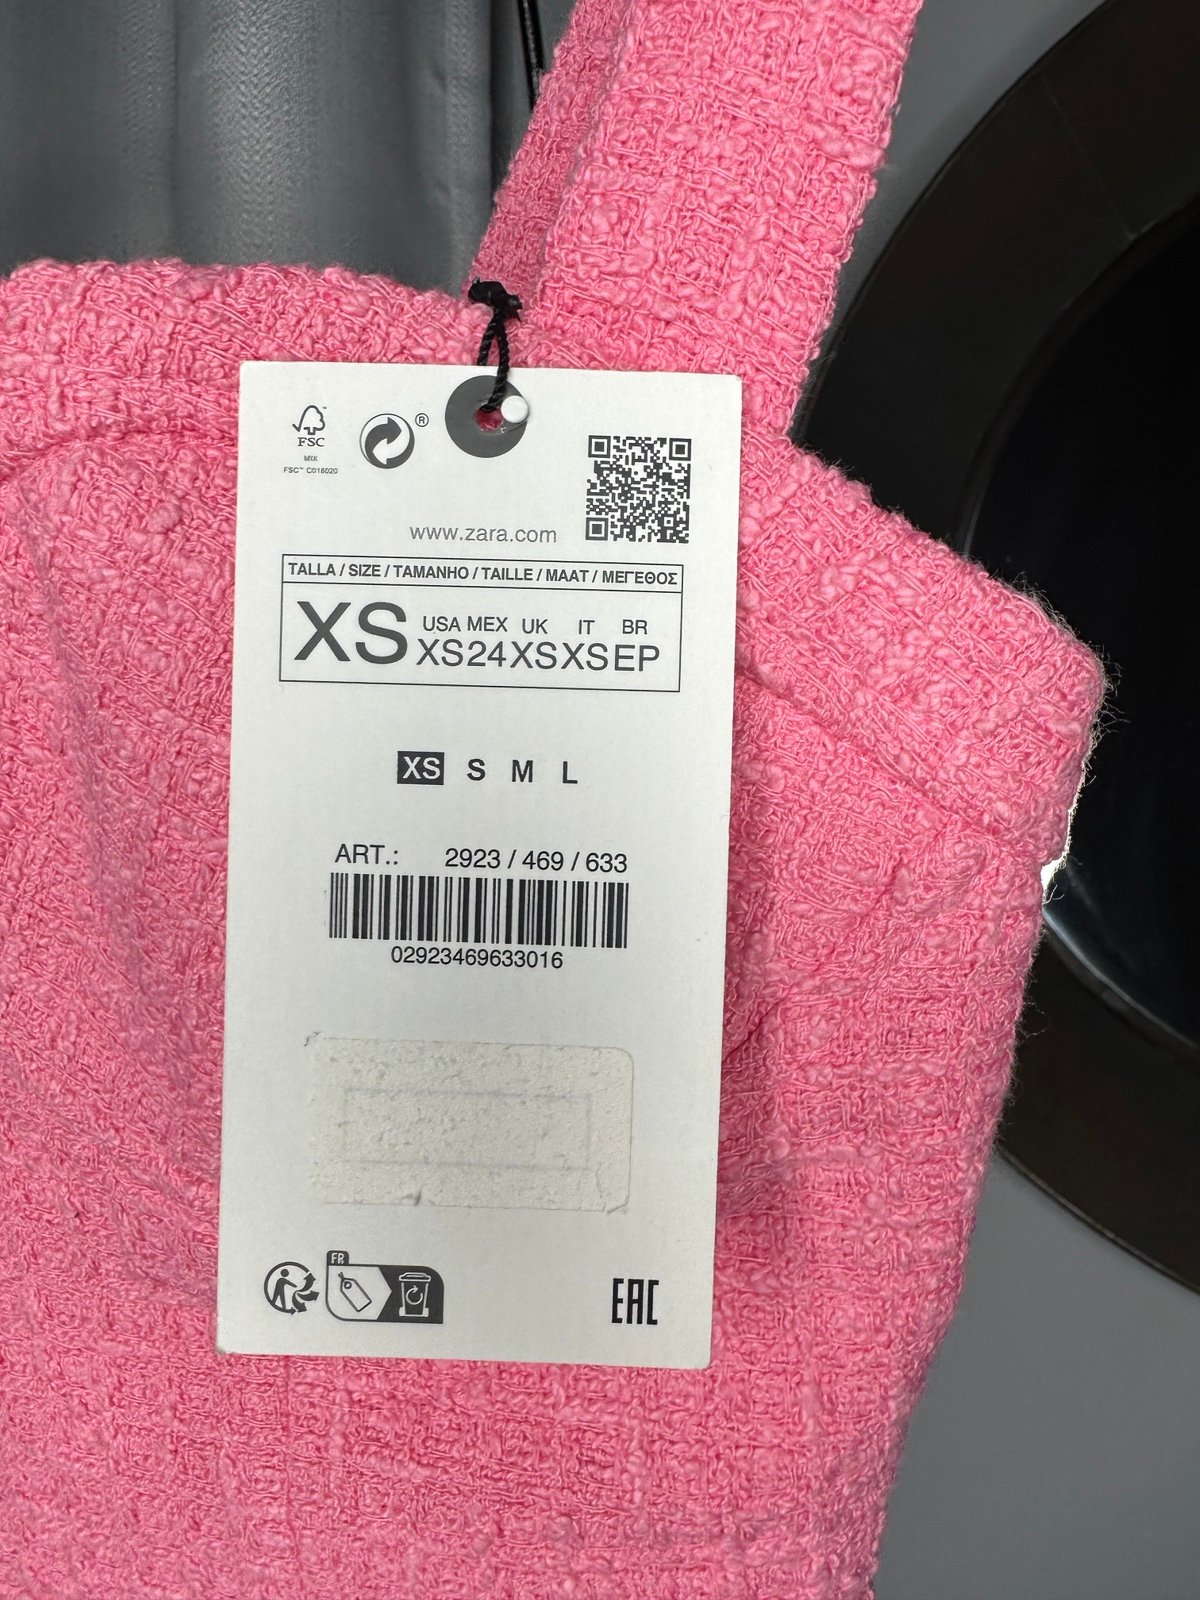 FSC
MIX
FSC™ C018020
®
www.zara.com
TALLA / SIZE / TAMANHO / TAILLE / MAAT / ΜΕΓΕΘΟΣ
XS
USA MEX UK IT BR
XS 24 XS XS EP
XS S M L
ART.: 2923 / 469 / 633
02923469633016
FR
EAC